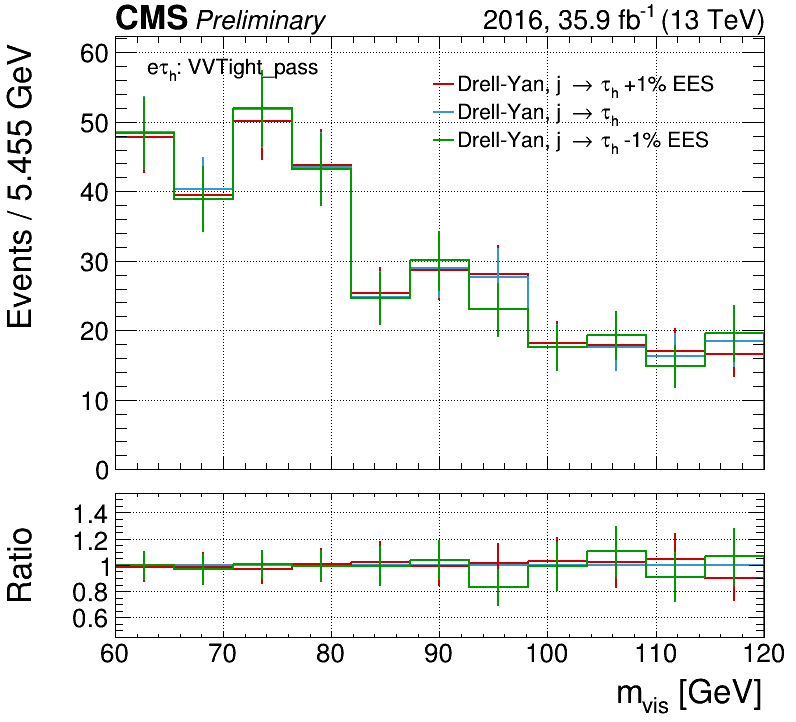 CMS Preliminary 2016, 35.9 fb⁻¹ (13 TeV)
eτₕ: VVTight_pass
Drell-Yan, j → τₕ +1% EES
Drell-Yan, j → τₕ
Drell-Yan, j → τₕ -1% EES
Events / 5.455 GeV
60
50
40
30
20
10
0
Ratio
1.4
1.2
1
0.8
0.6
60 70 80 90 100 110 120
m_vis [GeV]